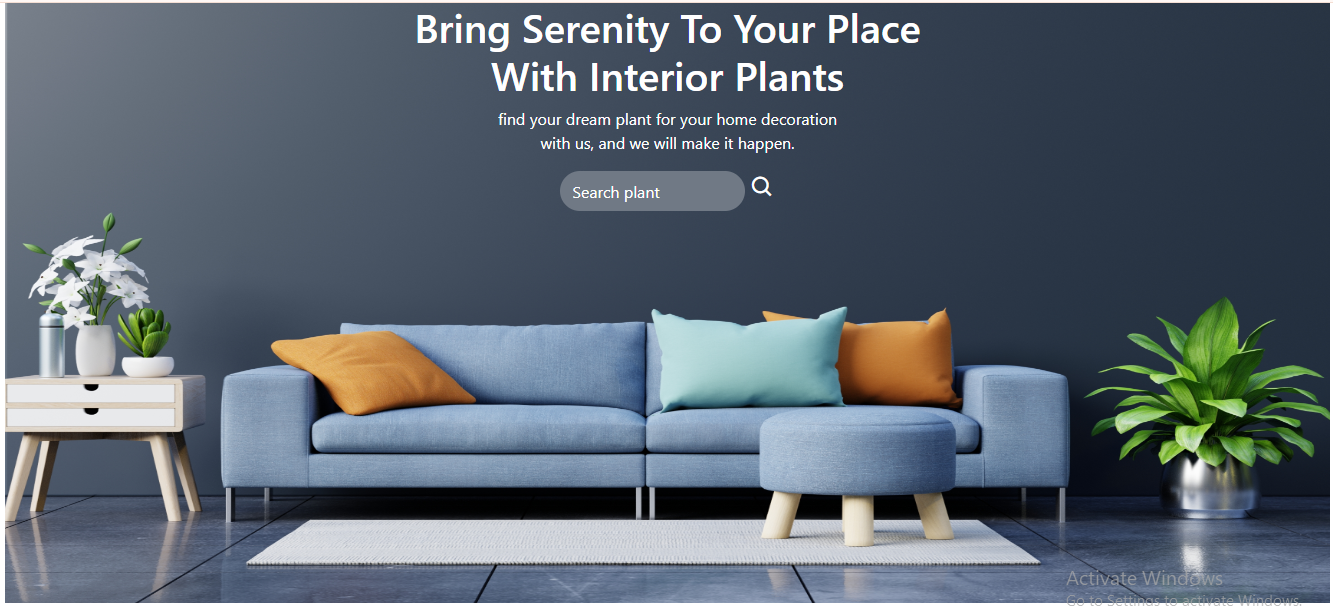 Bring Serenity To Your Place
With Interior Plants
find your dream plant for your home decoration
with us, and we will make it happen.
Search plant
Activate Windows
Go to Settings to activate Windows.